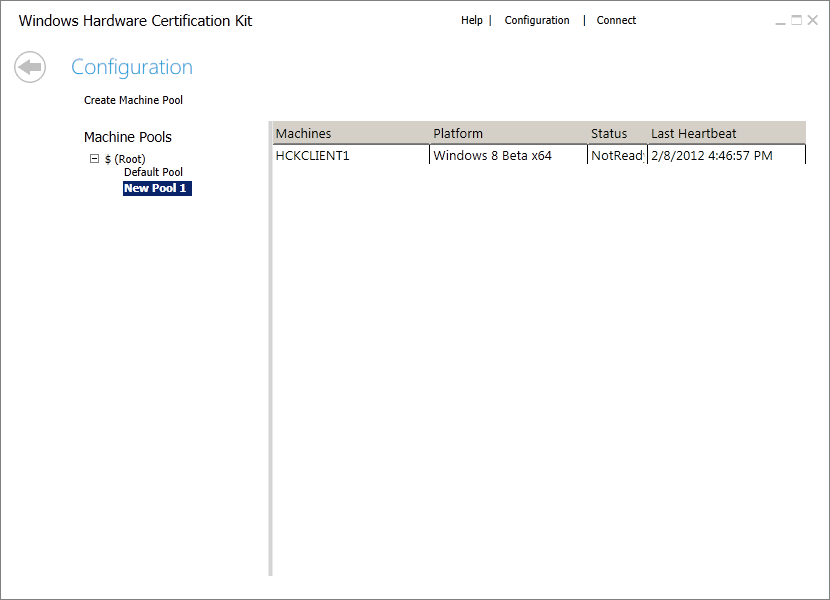 Windows Hardware Certification Kit
Help | Configuration | Connect
Configuration
Create Machine Pool
Machine Pools
$ (Root)
Default Pool
New Pool 1
Machines Platform Status Last Heartbeat
HCKCLIENT1 Windows 8 Beta x64 NotReady 2/8/2012 4:46:57 PM